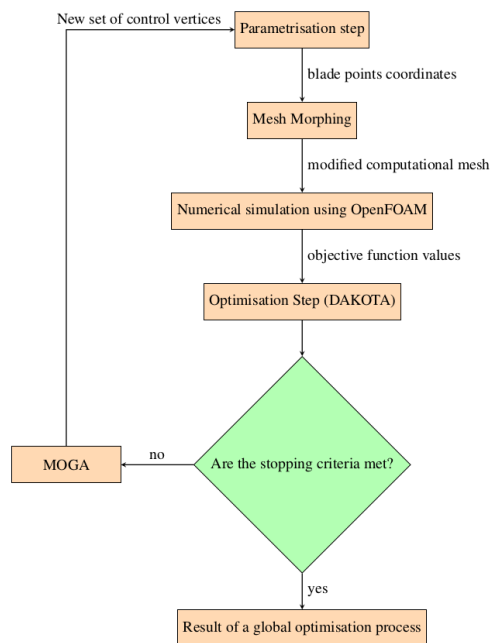 New set of control vertices
Parametrisation step
blade points coordinates
Mesh Morphing
modified computational mesh
Numerical simulation using OpenFOAM
objective function values
Optimisation Step (DAKOTA)
Are the stopping criteria met?
no
MOGA
yes
Result of a global optimisation process